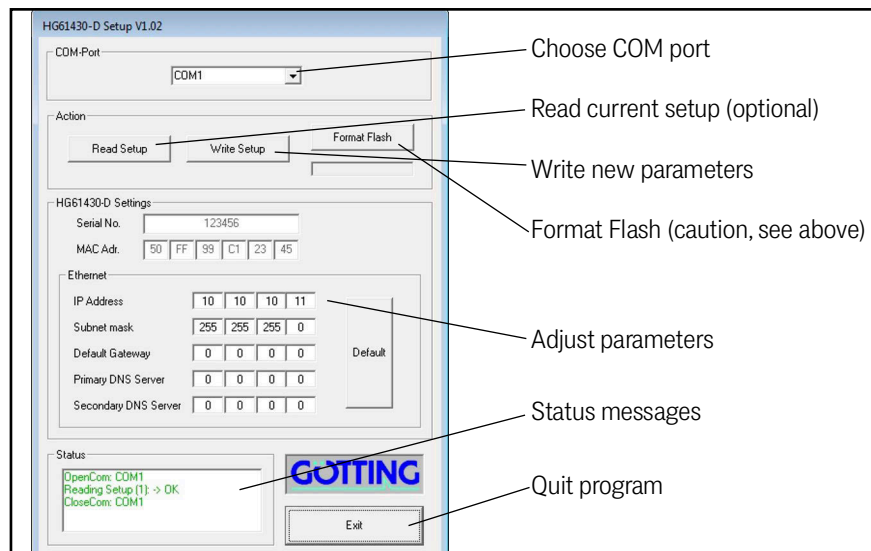 HG61430-D Setup V1.02
COM-Port
COM1
Choose COM port
Action
Read Setup
Write Setup
Format Flash
Read current setup (optional)
Write new parameters
Format Flash (caution, see above)
HG61430-D Settings
Serial No. 123456
MAC Adr. 50 FF 99 C1 23 45
Ethernet
IP Address 10 10 10 11
Subnet mask 255 255 255 0
Default Gateway 0 0 0 0
Primary DNS Server 0 0 0 0
Secondary DNS Server 0 0 0 0
Default
Adjust parameters
Status messages
Status
OpenCom: COM1
Reading Setup (1): -> OK
CloseCom: COM1
GÖTTING
Exit
Quit program